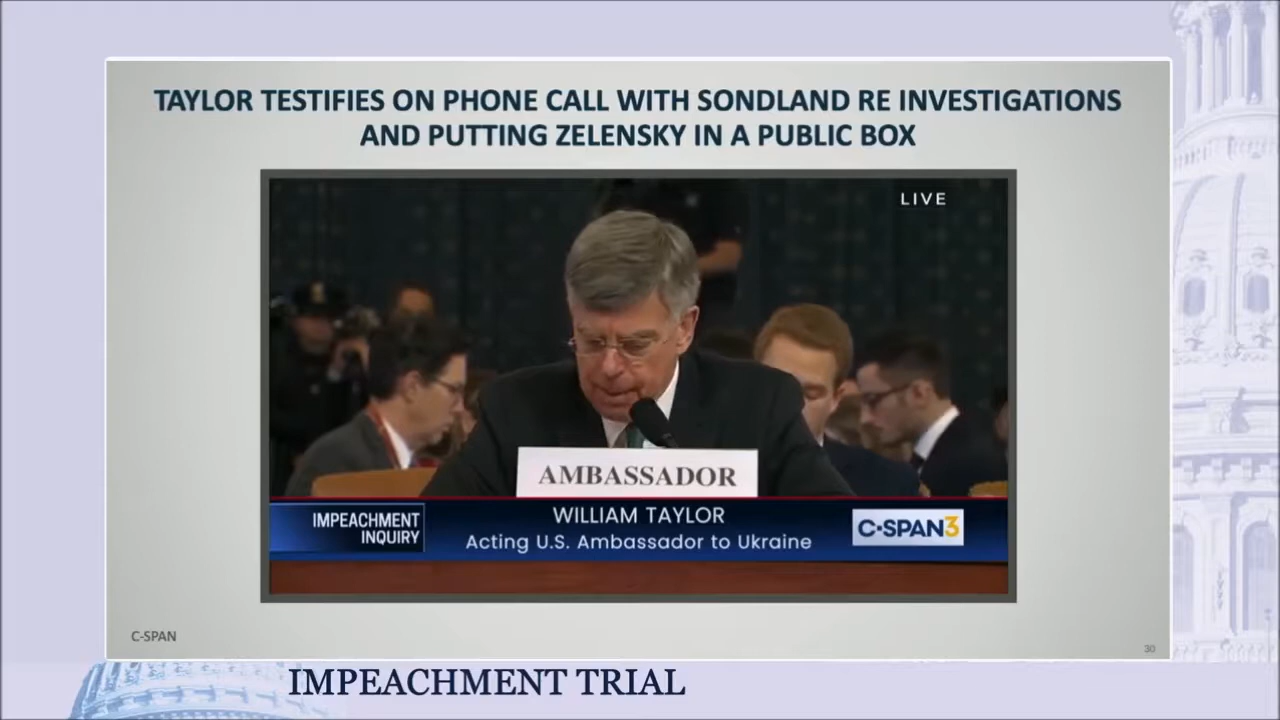 TAYLOR TESTIFIES ON PHONE CALL WITH SONDLAND RE INVESTIGATIONS
AND PUTTING ZELENSKY IN A PUBLIC BOX
LIVE
AMBASSADOR
IMPEACHMENT
INQUIRY
WILLIAM TAYLOR
Acting U.S. Ambassador to Ukraine
C-SPAN3
C-SPAN
30
IMPEACHMENT TRIAL